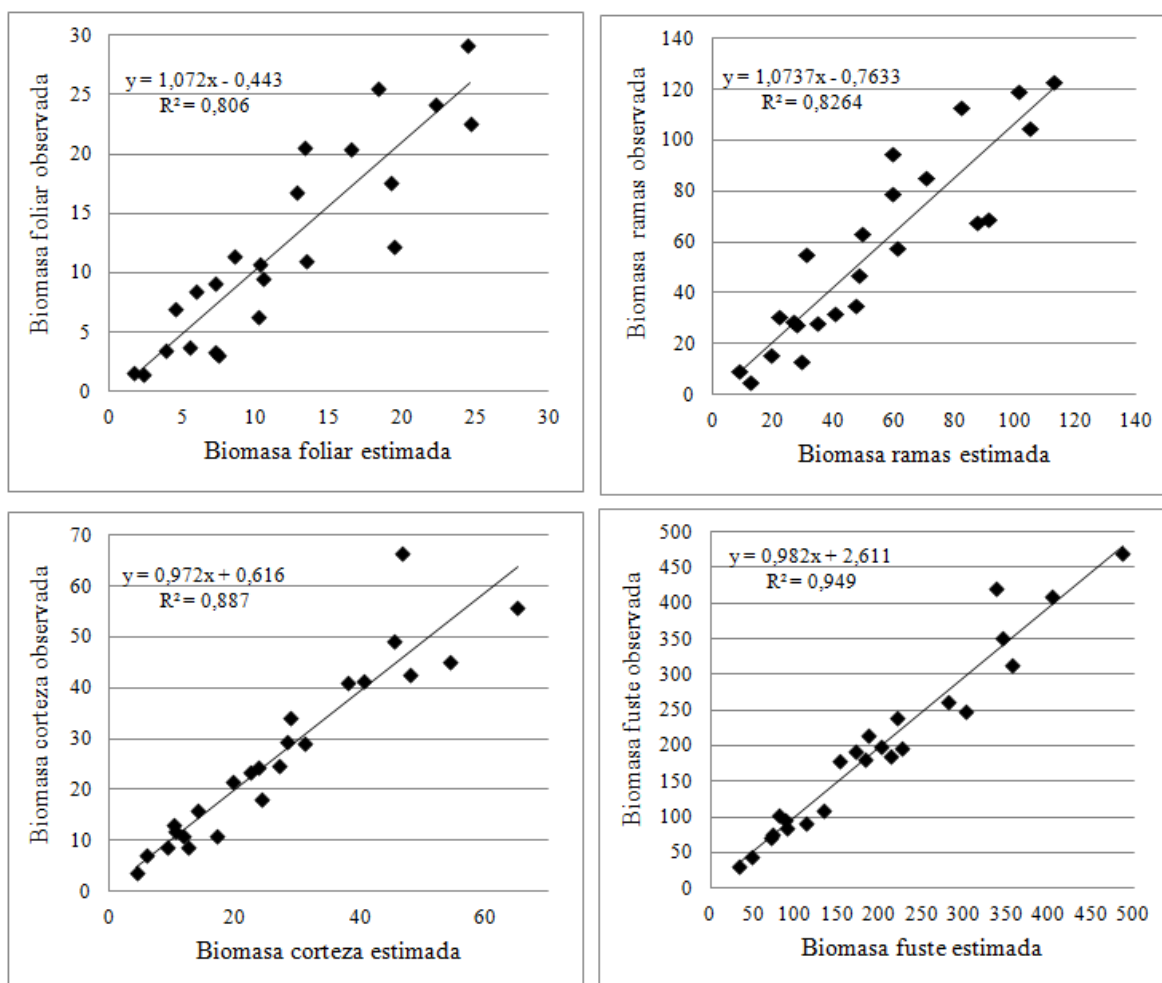 30
25
20
15
10
5
0
y = 1,072x - 0,443
R² = 0,806
Biomasa foliar observada
0 5 10 15 20 25 30
Biomasa foliar estimada
140
120
100
80
60
40
20
0
y = 1,0737x - 0,7633
R² = 0,8264
Biomasa ramas observada
0 20 40 60 80 100 120 140
Biomasa ramas estimada
70
60
50
40
30
20
10
0
y = 0,972x + 0,616
R² = 0,887
Biomasa corteza observada
0 20 40 60
Biomasa corteza estimada
500
450
400
350
300
250
200
150
100
50
0
y = 0,982x + 2,611
R² = 0,949
Biomasa fuste observada
0 50 100 150 200 250 300 350 400 450 500
Biomasa fuste estimada